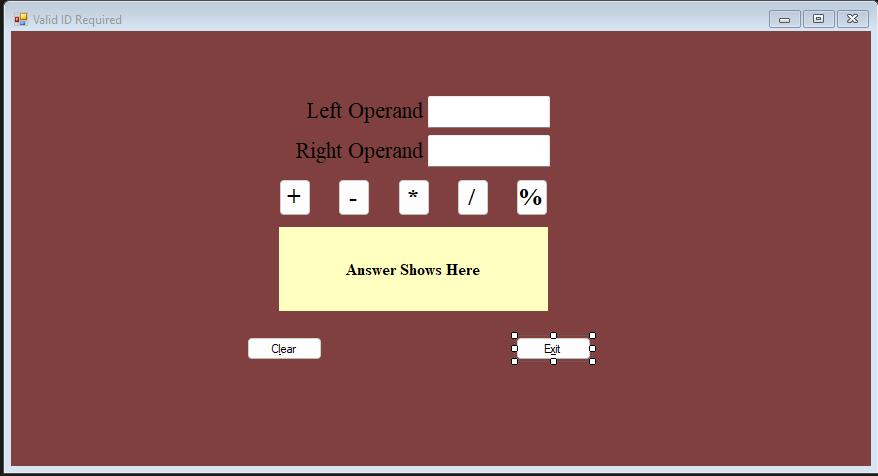 Valid ID Required
Left Operand
Right Operand
+ - * / %
Answer Shows Here
Clear Exit